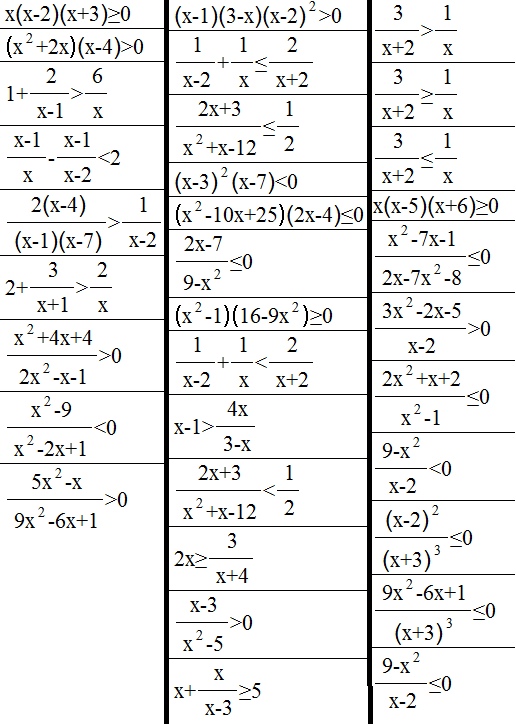 x(x-2)(x+3)≥0
(x²+2x)(x-4)>0
1+2/(x-1)>6/x
(x-1)/x-(x-1)/(x-2)<2
2(x-4)/((x-1)(x-7))>1/(x-2)
2+3/(x+1)>2/x
(x²+4x+4)/(2x²-x-1)>0
(x²-9)/(x²-2x+1)<0
(5x²-x)/(9x²-6x+1)>0
(x-1)(3-x)(x-2)²>0
1/(x-2)+1/x≤2/(x+2)
(2x+3)/(x²+x-12)≤1/2
(x-3)²(x-7)<0
(x²-10x+25)(2x-4)≤0
(2x-7)/(9-x²)≤0
(x²-1)(16-9x²)≥0
1/(x-2)+1/x<2/(x+2)
x-1>4x/(3-x)
(2x+3)/(x²+x-12)<1/2
2x≥3/(x+4)
(x-3)/(x²-5)>0
x+x/(x-3)≥5
3/(x+2)>1/x
3/(x+2)≥1/x
3/(x+2)≤1/x
x(x-5)(x+6)≥0
(x²-7x-1)/(2x-7x²-8)≤0
(3x²-2x-5)/(x-2)>0
(2x²+x+2)/(x²-1)≤0
(9-x²)/(x-2)<0
(x-2)²/(x+3)³≤0
(9x²-6x+1)/(x+3)³≤0
(9-x²)/(x-2)≤0